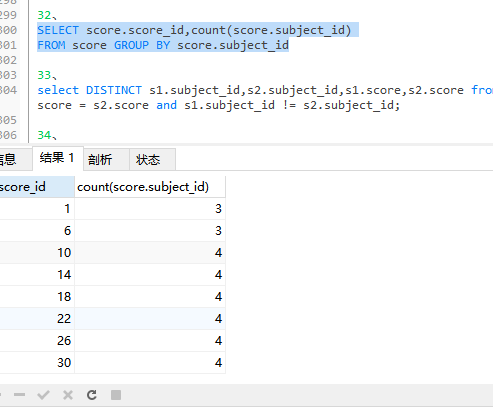 299 32、
300 SELECT score.score_id,count(score.subject_id)
301 FROM score GROUP BY score.subject_id
303 33、
304 select DISTINCT s1.subject_id,s2.subject_id,s1.score,s2.score
score = s2.score and s1.subject_id != s2.subject_id;
305
306 34、
信息 结果 1 剖析 状态
score_id count(score.subject_id)
1 3
6 3
10 4
14 4
18 4
22 4
26 4
30 4